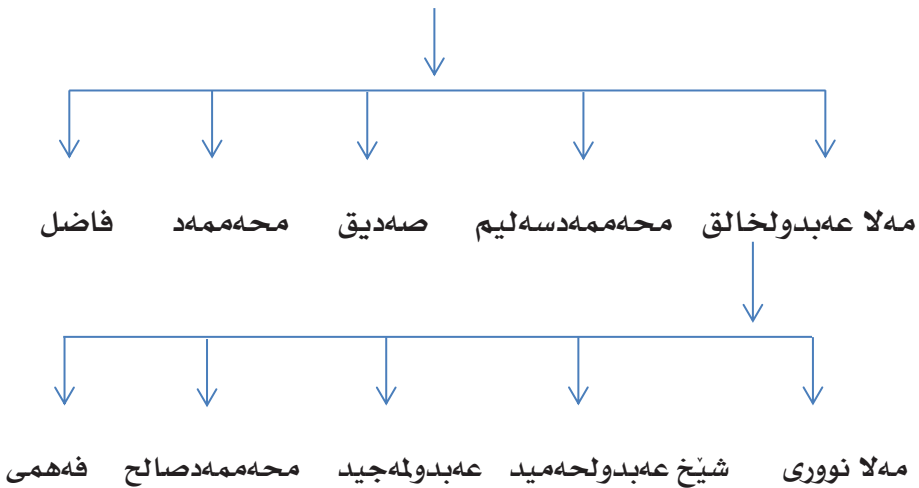 مەلا عەبدولخالق محەممەدسەلیم صەدیق محەممەد فاضل
مەلا نووری شێخ عەبدولحەمید عەبدولمەجید محەممەدصالح فەهمی